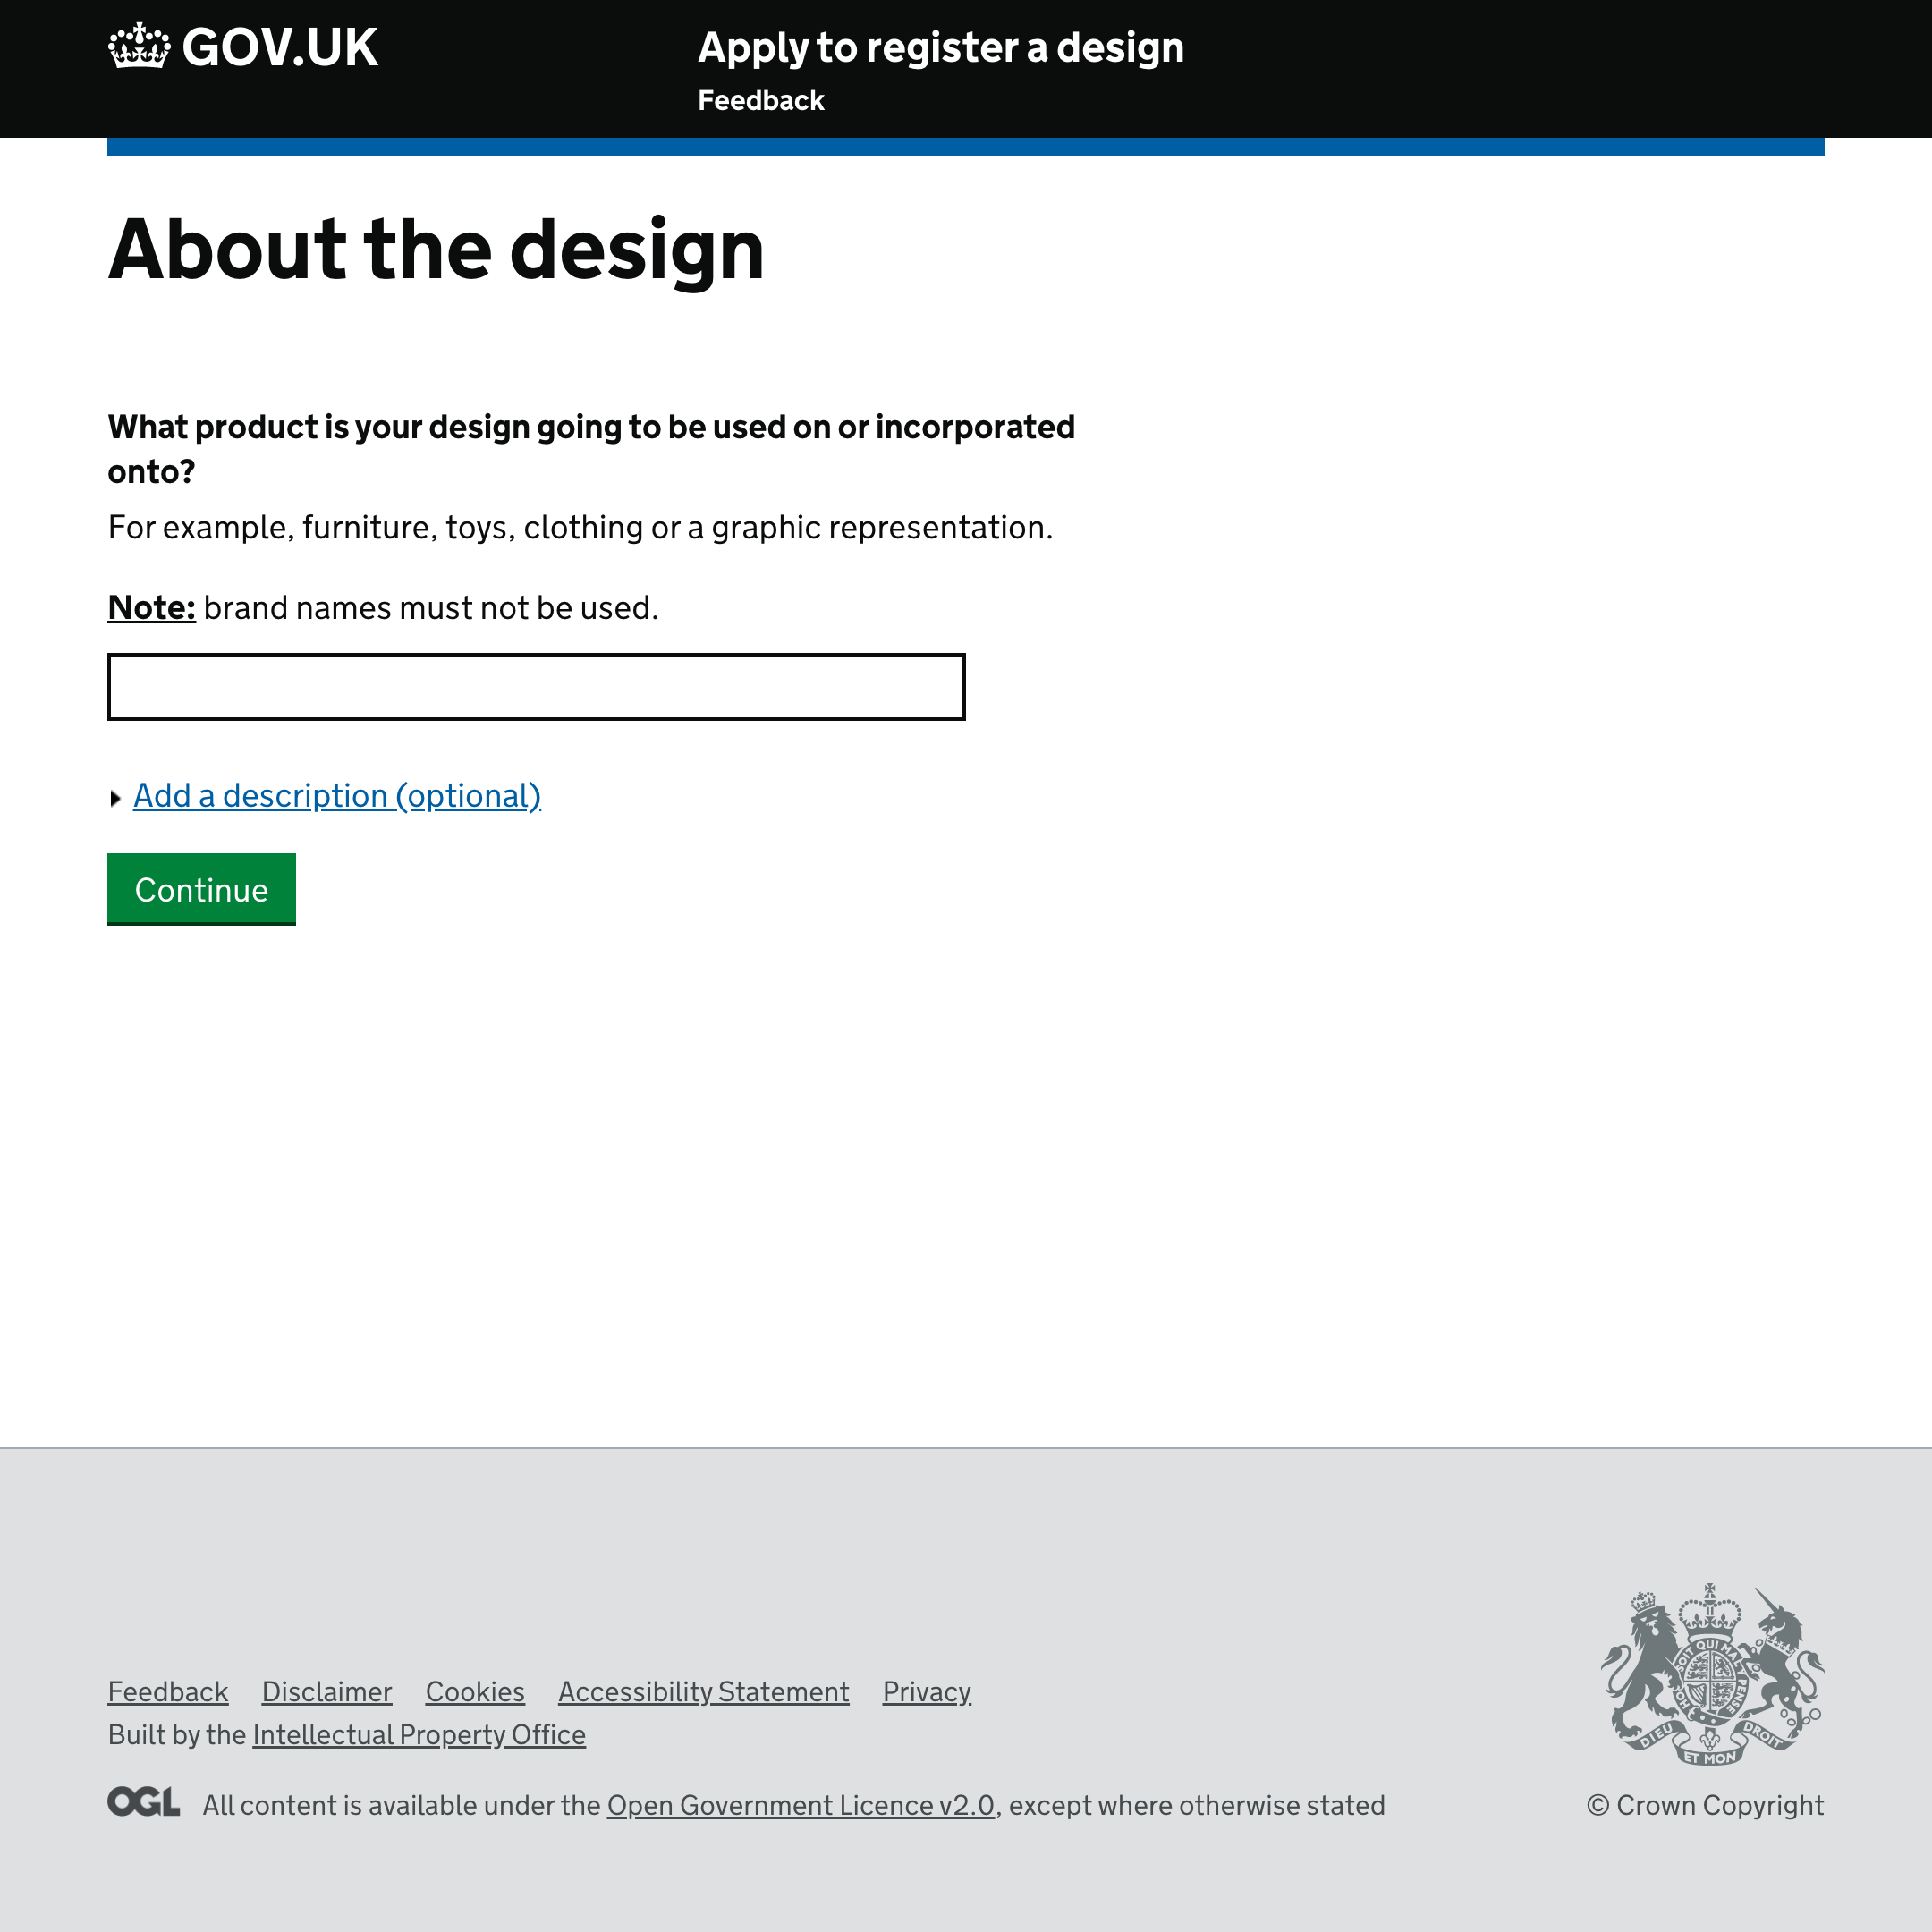 GOV.UK
Apply to register a design
Feedback
About the design
What product is your design going to be used on or incorporated
onto?
For example, furniture, toys, clothing or a graphic representation.
Note: brand names must not be used.
Add a description (optional)
Continue
Feedback Disclaimer Cookies Accessibility Statement Privacy
Built by the Intellectual Property Office
OGL All content is available under the Open Government Licence v2.0, except where otherwise stated
DIEU ET MON DROIT
© Crown Copyright